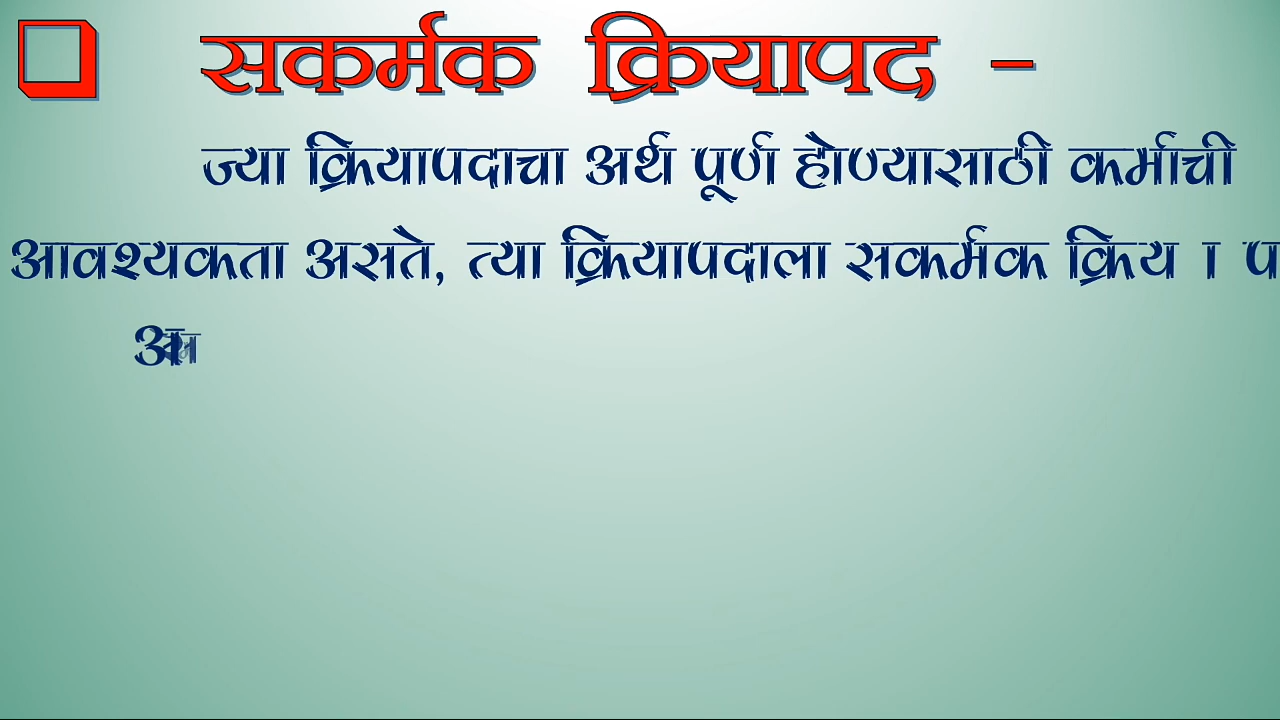 सकर्मक क्रियापद –
ज्या क्रियापदाचा अर्थ पूर्ण होण्यासाठी कर्माची
आवश्यकता असते, त्या क्रियापदाला सकर्मक क्रिया प